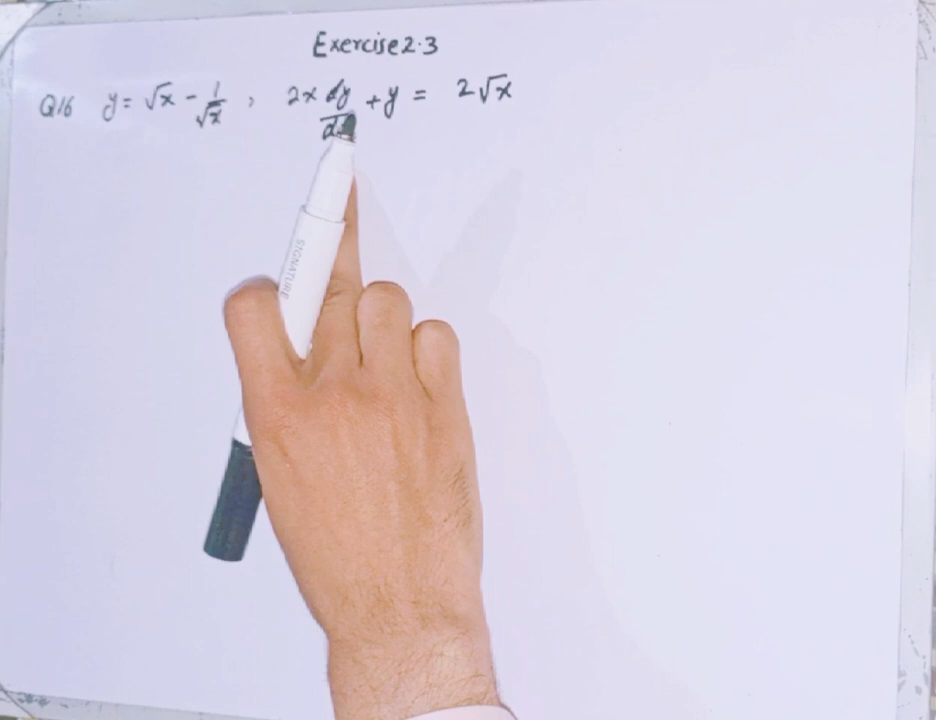 Exercise 2.3
Q16 y = √x - 1/√x , 2x dy/dx + y = 2√x
SIGNATURE